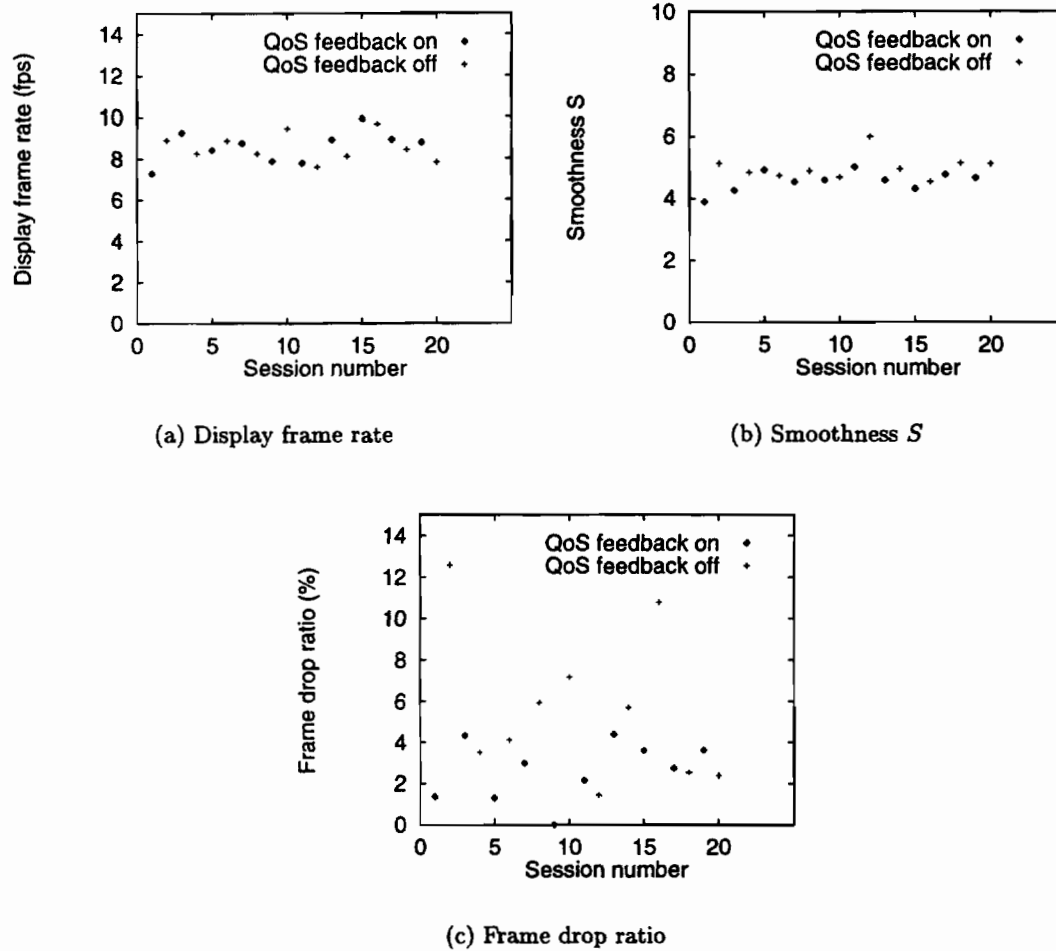 14
12
10
8
6
4
2
0
QoS feedback on
QoS feedback off
Display frame rate (fps)
0 5 10 15 20
Session number
(a) Display frame rate
10
8
6
4
2
0
QoS feedback on
QoS feedback off
Smoothness S
0 5 10 15 20
Session number
(b) Smoothness S
14
12
10
8
6
4
2
0
QoS feedback on
QoS feedback off
Frame drop ratio (%)
0 5 10 15 20
Session number
(c) Frame drop ratio